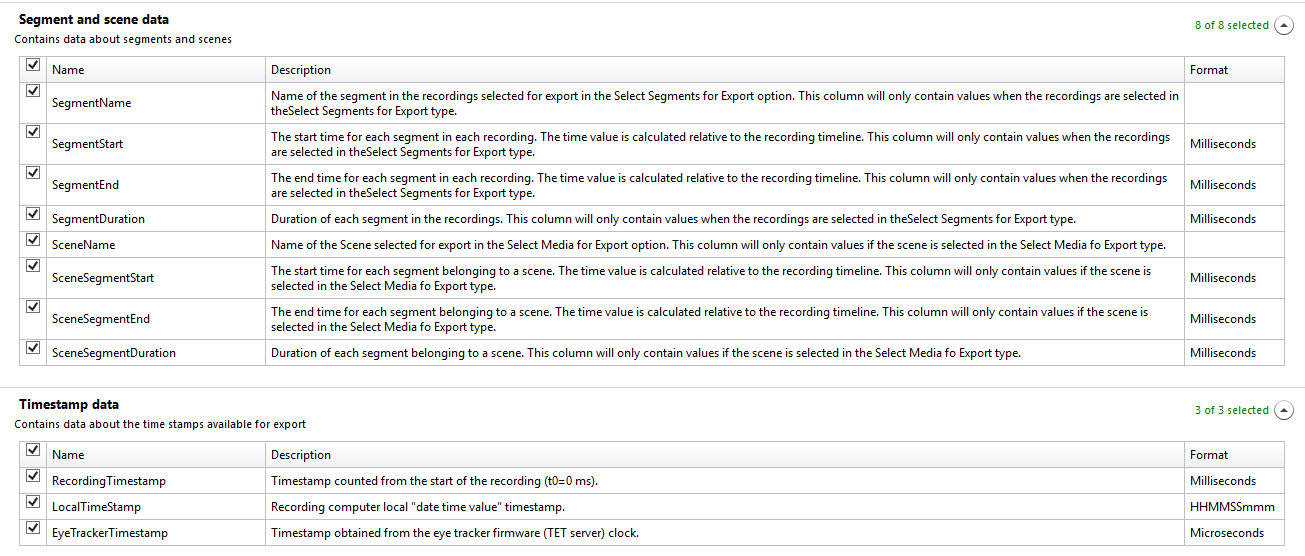 Segment and scene data
8 of 8 selected
Contains data about segments and scenes
Name Description Format
SegmentName Name of the segment in the recordings selected for export in the Select Segments for Export option. This column will only contain values when the recordings are selected in
theSelect Segments for Export type.
SegmentStart The start time for each segment in each recording. The time value is calculated relative to the recording timeline. This column will only contain values when the recordings
are selected in theSelect Segments for Export type. Milliseconds
SegmentEnd The end time for each segment in each recording. The time value is calculated relative to the recording timeline. This column will only contain values when the recordings
are selected in theSelect Segments for Export type. Milliseconds
SegmentDuration Duration of each segment in the recordings. This column will only contain values when the recordings are selected in theSelect Segments for Export type. Milliseconds
SceneName Name of the Scene selected for export in the Select Media for Export option. This column will only contain values if the scene is selected in the Select Media fo Export type.
SceneSegmentStart The start time for each segment belonging to a scene. The time value is calculated relative to the recording timeline. This column will only contain values if the scene is
selected in the Select Media fo Export type. Milliseconds
SceneSegmentEnd The end time for each segment belonging to a scene. The time value is calculated relative to the recording timeline. This column will only contain values if the scene is
selected in the Select Media fo Export type. Milliseconds
SceneSegmentDuration Duration of each segment belonging to a scene. This column will only contain values if the scene is selected in the Select Media fo Export type. Milliseconds
Timestamp data
3 of 3 selected
Contains data about the time stamps available for export
Name Description Format
RecordingTimestamp Timestamp counted from the start of the recording (t0=0 ms). Milliseconds
LocalTimeStamp Recording computer local "date time value" timestamp. HHMMSSmmm
EyeTrackerTimestamp Timestamp obtained from the eye tracker firmware (TET server) clock. Microseconds